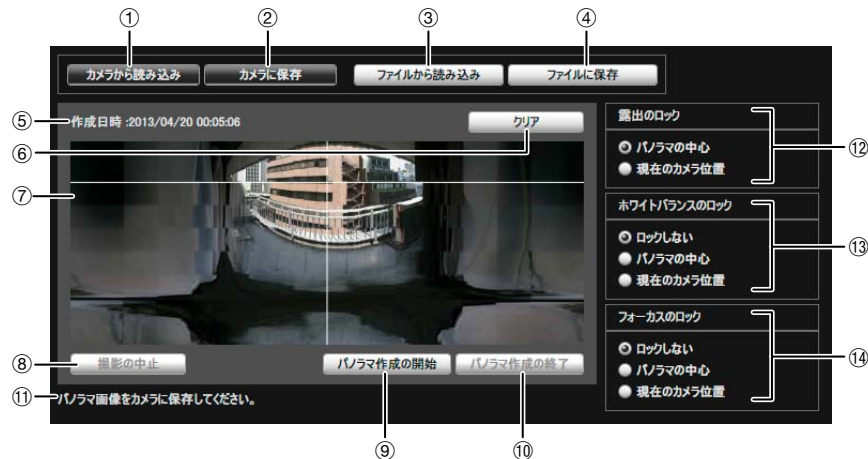 ① ② ③ ④
カメラから読み込み カメラに保存 ファイルから読み込み ファイルに保存
⑤ 作成日時 :2013/04/20 00:05:06 クリア
⑥
⑦
⑧ 撮影の中止 パノラマ作成の開始 パノラマ作成の終了
⑪ パノラマ画像をカメラに保存してください。
⑨ ⑩
露出のロック
パノラマの中心
現在のカメラ位置
⑫
ホワイトバランスのロック
ロックしない
パノラマの中心
現在のカメラ位置
⑬
フォーカスのロック
ロックしない
パノラマの中心
現在のカメラ位置
⑭